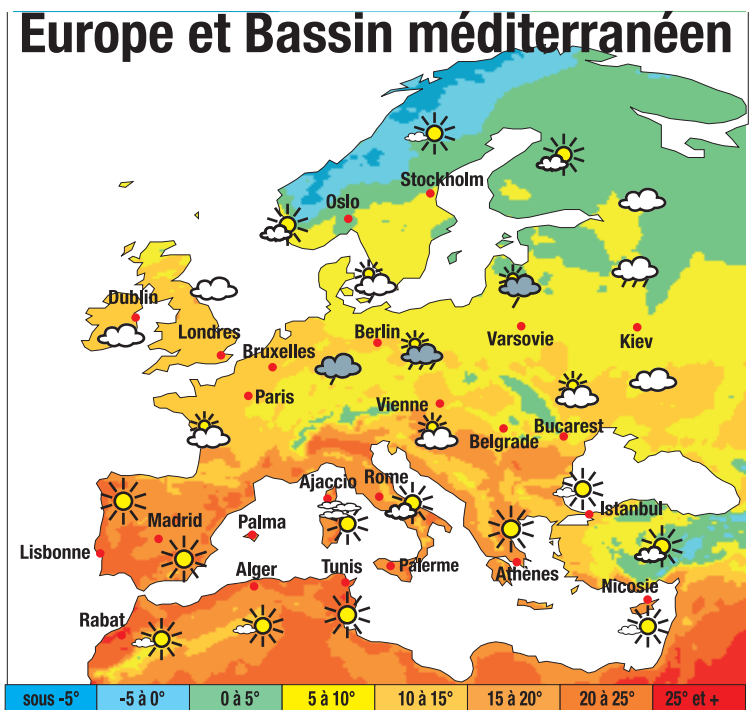 Europe et Bassin méditerranéen
Stockholm
Oslo
Dublin
Londres
Berlin
Varsovie
Kiev
Bruxelles
Paris
Vienne
Bucarest
Belgrade
Ajaccio
Rome
Madrid
Palma
Istanbul
Lisbonne
Alger
Tunis
Palerme
Athènes
Nicosie
Rabat
sous -5° -5 à 0° 0 à 5° 5 à 10° 10 à 15° 15 à 20° 20 à 25° 25° et +